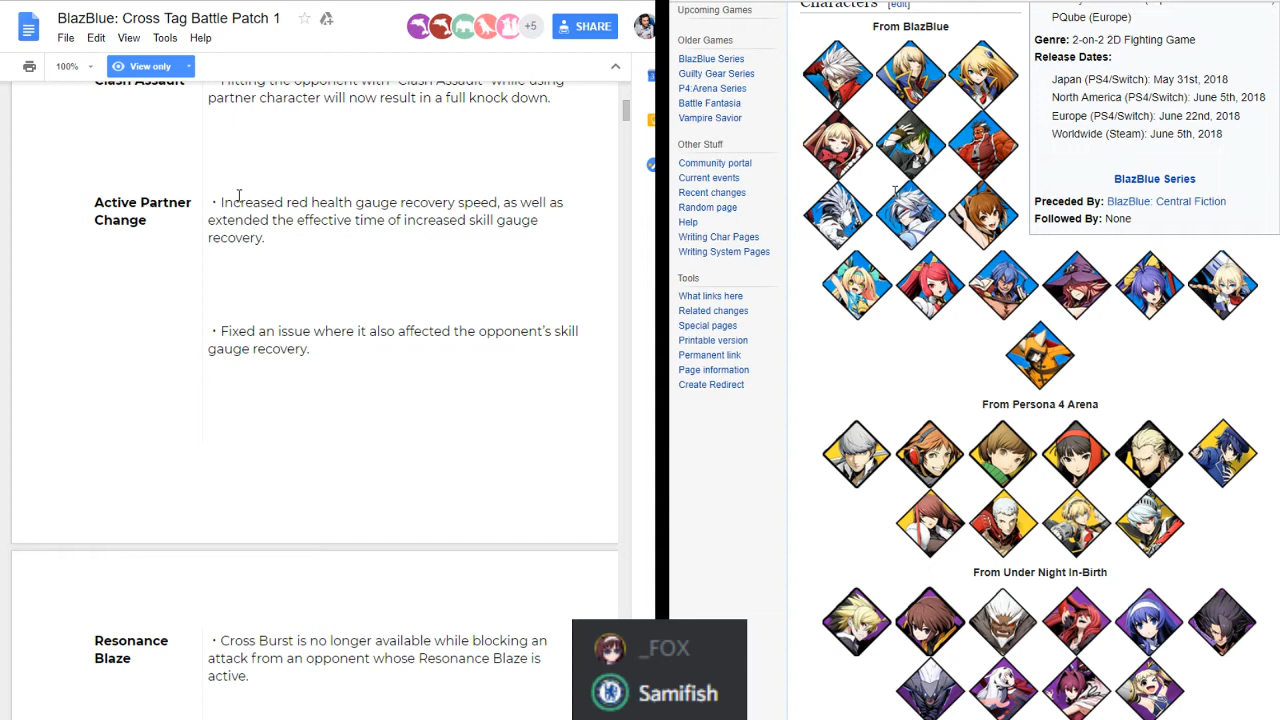 BlazBlue: Cross Tag Battle Patch 1
File Edit View Tools Help
+5
SHARE
100%
View only
Clash Assault
・Hitting the opponent with "Clash Assault" while using
partner character will now result in a full knock down.
Active Partner
Change
・Increased red health gauge recovery speed, as well as
extended the effective time of increased skill gauge
recovery.
・Fixed an issue where it also affected the opponent's skill
gauge recovery.
Resonance
Blaze
・Cross Burst is no longer available while blocking an
attack from an opponent whose Resonance Blaze is
active.
_FOX
Samifish
Upcoming Games
Older Games
BlazBlue Series
Guilty Gear Series
P4:Arena Series
Battle Fantasia
Vampire Savior
Other Stuff
Community portal
Current events
Recent changes
Random page
Help
Writing Char Pages
Writing System Pages
Tools
What links here
Related changes
Special pages
Printable version
Permanent link
Page information
Create Redirect
Characters [edit]
From BlazBlue
From Persona 4 Arena
From Under Night In-Birth
PQube (Europe)
Genre: 2-on-2 2D Fighting Game
Release Dates:
Japan (PS4/Switch): May 31st, 2018
North America (PS4/Switch): June 5th, 2018
Europe (PS4/Switch): June 22nd, 2018
Worldwide (Steam): June 5th, 2018
BlazBlue Series
Preceded By: BlazBlue: Central Fiction
Followed By: None